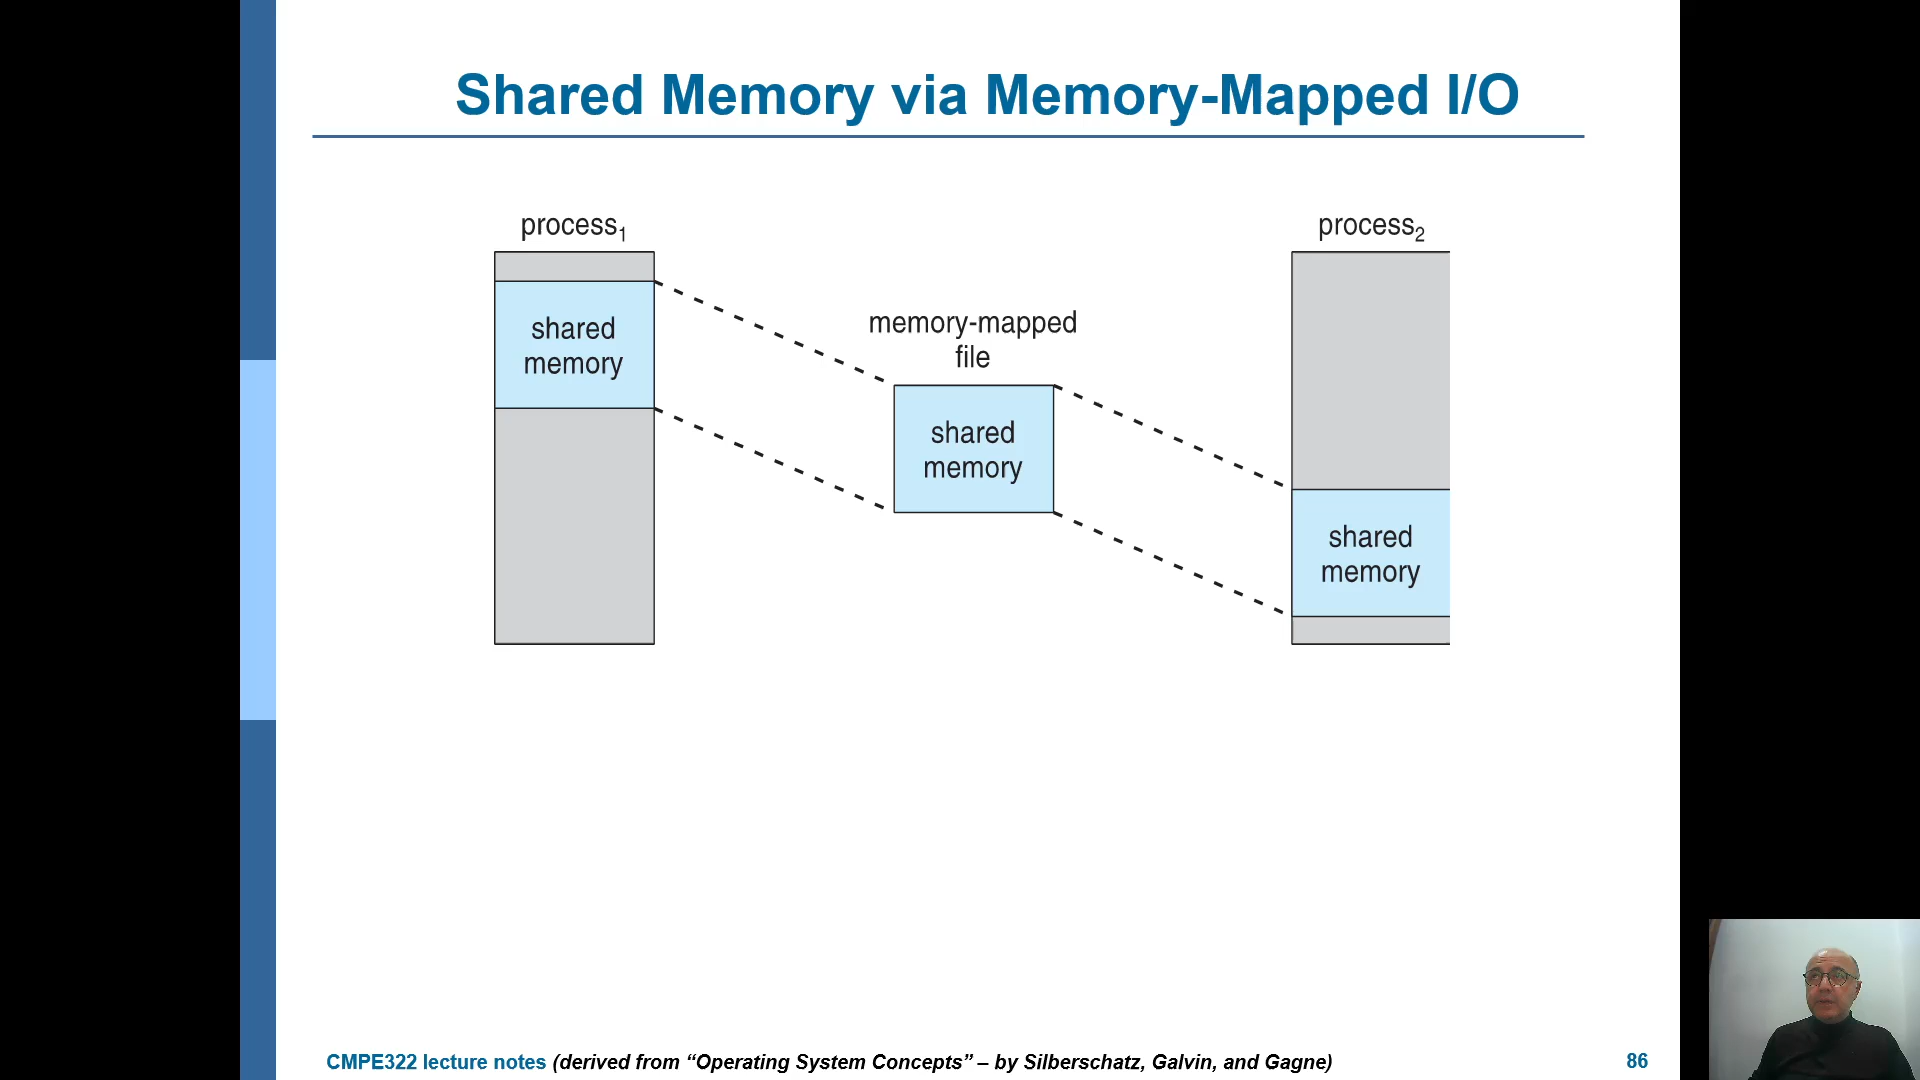 Shared Memory via Memory-Mapped I/O
process1
process2
memory-mapped
file
shared
memory
shared
memory
shared
memory
CMPE322 lecture notes (derived from “Operating System Concepts” – by Silberschatz, Galvin, and Gagne)
86